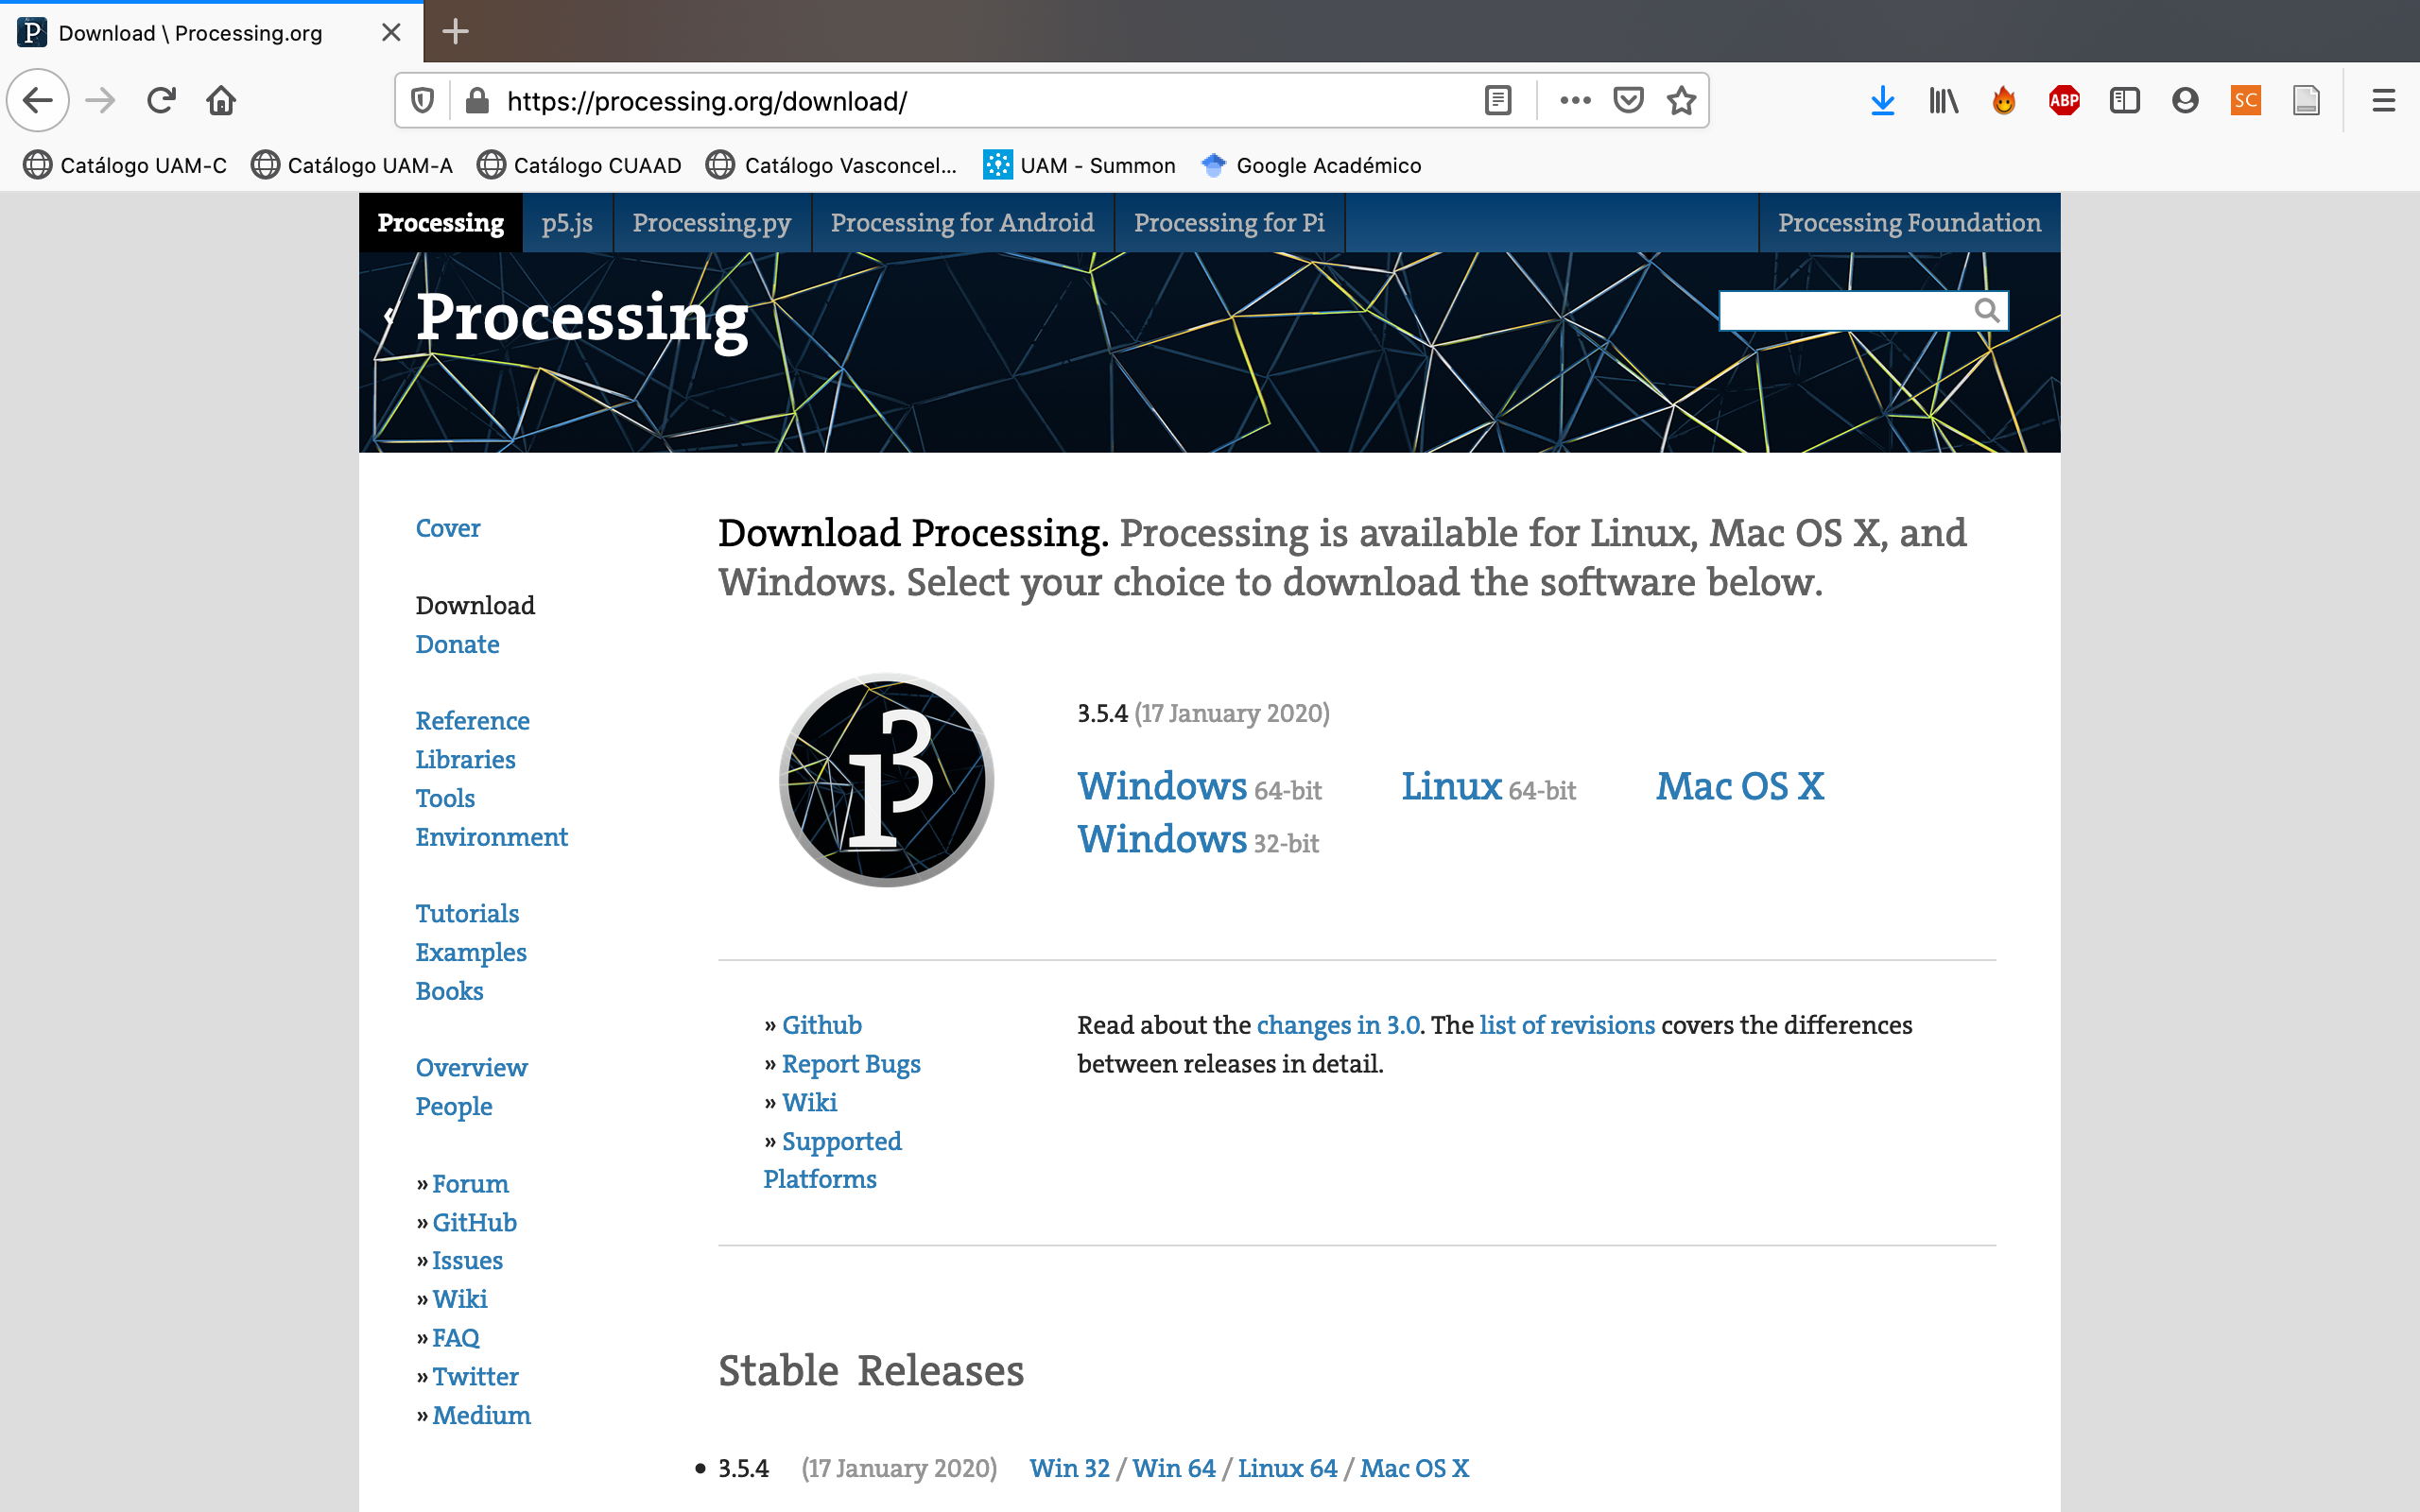 Download \ Processing.org
https://processing.org/download/
ABP
SC
Catálogo UAM-C Catálogo UAM-A Catálogo CUAAD Catálogo Vasconcel... UAM - Summon Google Académico
Processing p5.js Processing.py Processing for Android Processing for Pi Processing Foundation
Processing
Cover
Download
Donate
Reference
Libraries
Tools
Environment
Tutorials
Examples
Books
Overview
People
» Forum
» GitHub
» Issues
» Wiki
» FAQ
» Twitter
» Medium
Download Processing. Processing is available for Linux, Mac OS X, and
Windows. Select your choice to download the software below.
3.5.4 (17 January 2020)
Windows 64-bit Linux 64-bit Mac OS X
Windows 32-bit
» Github
» Report Bugs
» Wiki
» Supported
Platforms
Read about the changes in 3.0. The list of revisions covers the differences
between releases in detail.
Stable Releases
• 3.5.4 (17 January 2020) Win 32 / Win 64 / Linux 64 / Mac OS X